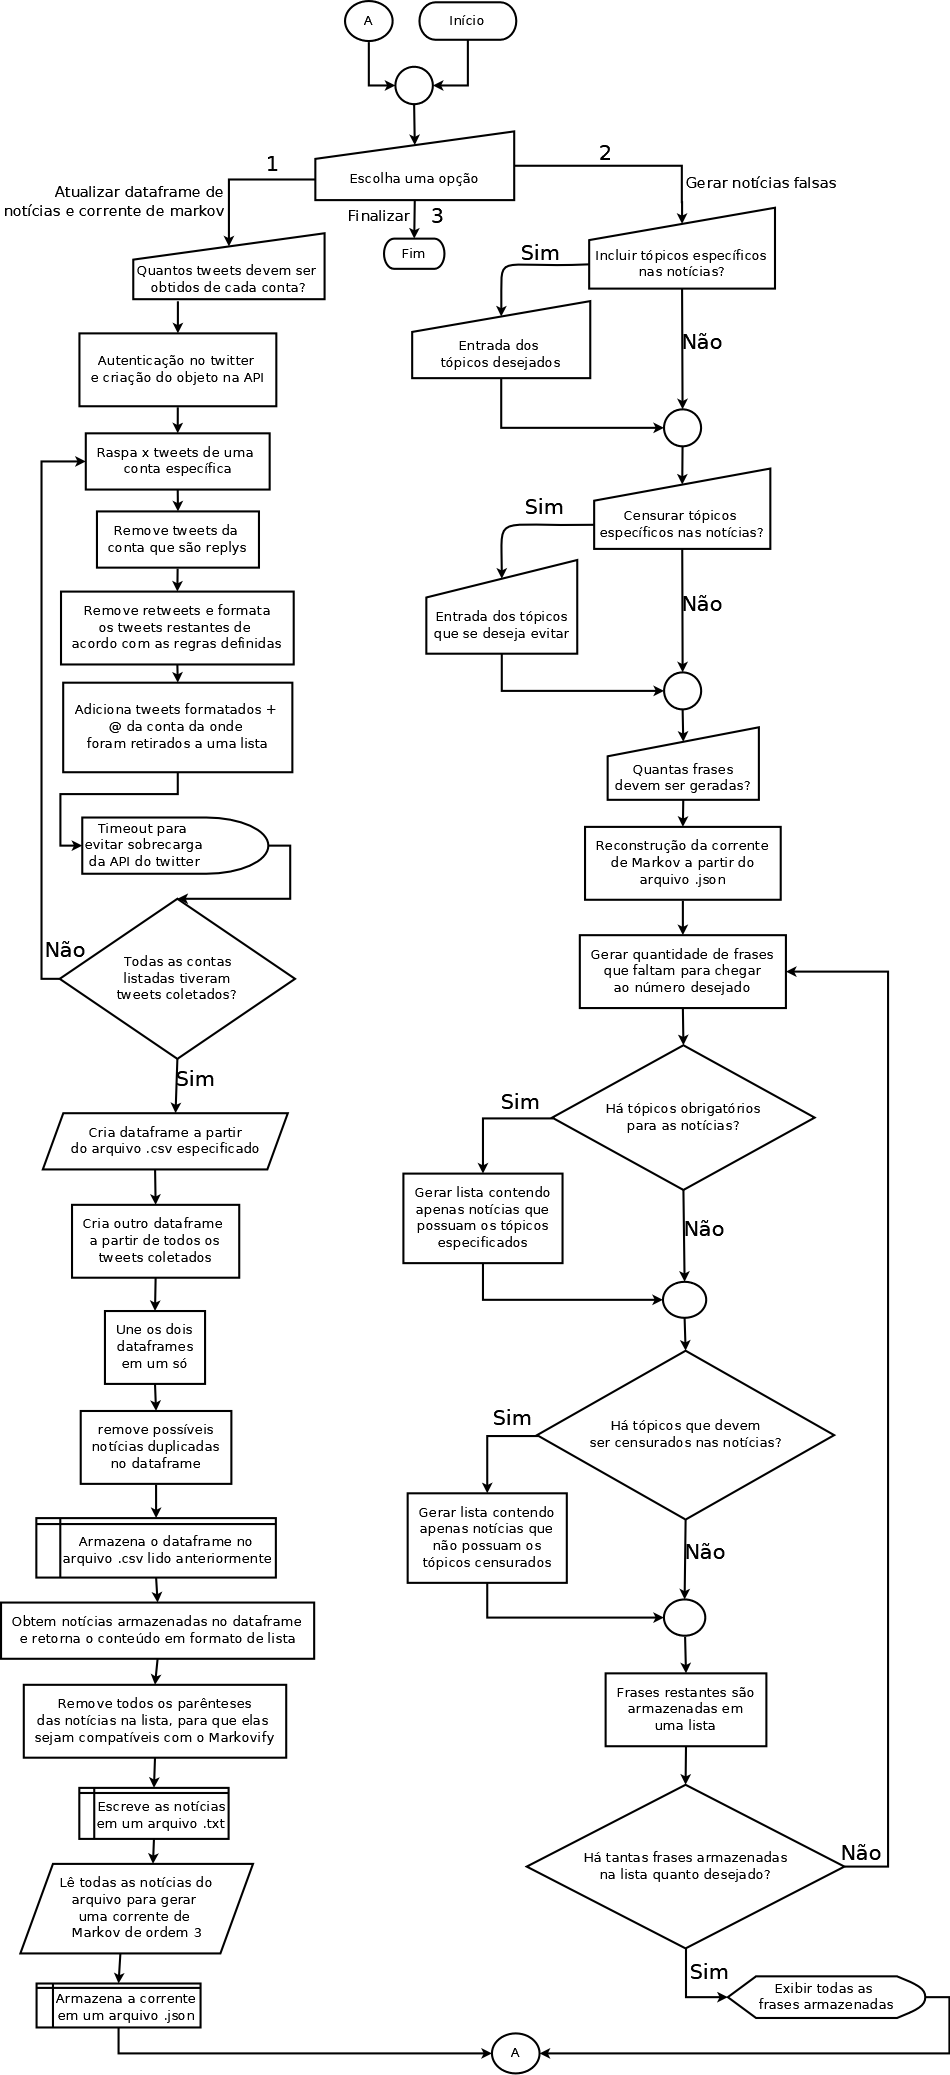 A
Início
Escolha uma opção
1
Atualizar dataframe de
notícias e corrente de markov
Finalizar
3
Fim
2
Gerar notícias falsas
Quantos tweets devem ser
obtidos de cada conta?
Autenticação no twitter
e criação do objeto na API
Raspa x tweets de uma
conta específica
Remove tweets da
conta que são replys
Remove retweets e formata
os tweets restantes de
acordo com as regras definidas
Adiciona tweets formatados +
@ da conta da onde
foram retirados a uma lista
Timeout para
evitar sobrecarga
da API do twitter
Todas as contas
listadas tiveram
tweets coletados?
Não
Sim
Cria dataframe a partir
do arquivo .csv especificado
Cria outro dataframe
a partir de todos os
tweets coletados
Une os dois
dataframes
em um só
remove possíveis
notícias duplicadas
no dataframe
Armazena o dataframe no
arquivo .csv lido anteriormente
Obtem notícias armazenadas no dataframe
e retorna o conteúdo em formato de lista
Remove todos os parênteses
das notícias na lista, para que elas
sejam compatíveis com o Markovify
Escreve as notícias
em um arquivo .txt
Lê todas as notícias do
arquivo para gerar
uma corrente de
Markov de ordem 3
Armazena a corrente
em um arquivo .json
Incluir tópicos específicos
nas notícias?
Sim
Entrada dos
tópicos desejados
Não
Censurar tópicos
específicos nas notícias?
Sim
Entrada dos tópicos
que se deseja evitar
Não
Quantas frases
devem ser geradas?
Reconstrução da corrente
de Markov a partir do
arquivo .json
Gerar quantidade de frases
que faltam para chegar
ao número desejado
Há tópicos obrigatórios
para as notícias?
Sim
Gerar lista contendo
apenas notícias que
possuam os tópicos
especificados
Não
Há tópicos que devem
ser censurados nas notícias?
Sim
Gerar lista contendo
apenas notícias que
não possuam os
tópicos censurados
Não
Frases restantes são
armazenadas em
uma lista
Há tantas frases armazenadas
na lista quanto desejado?
Não
Sim
Exibir todas as
frases armazenadas
A